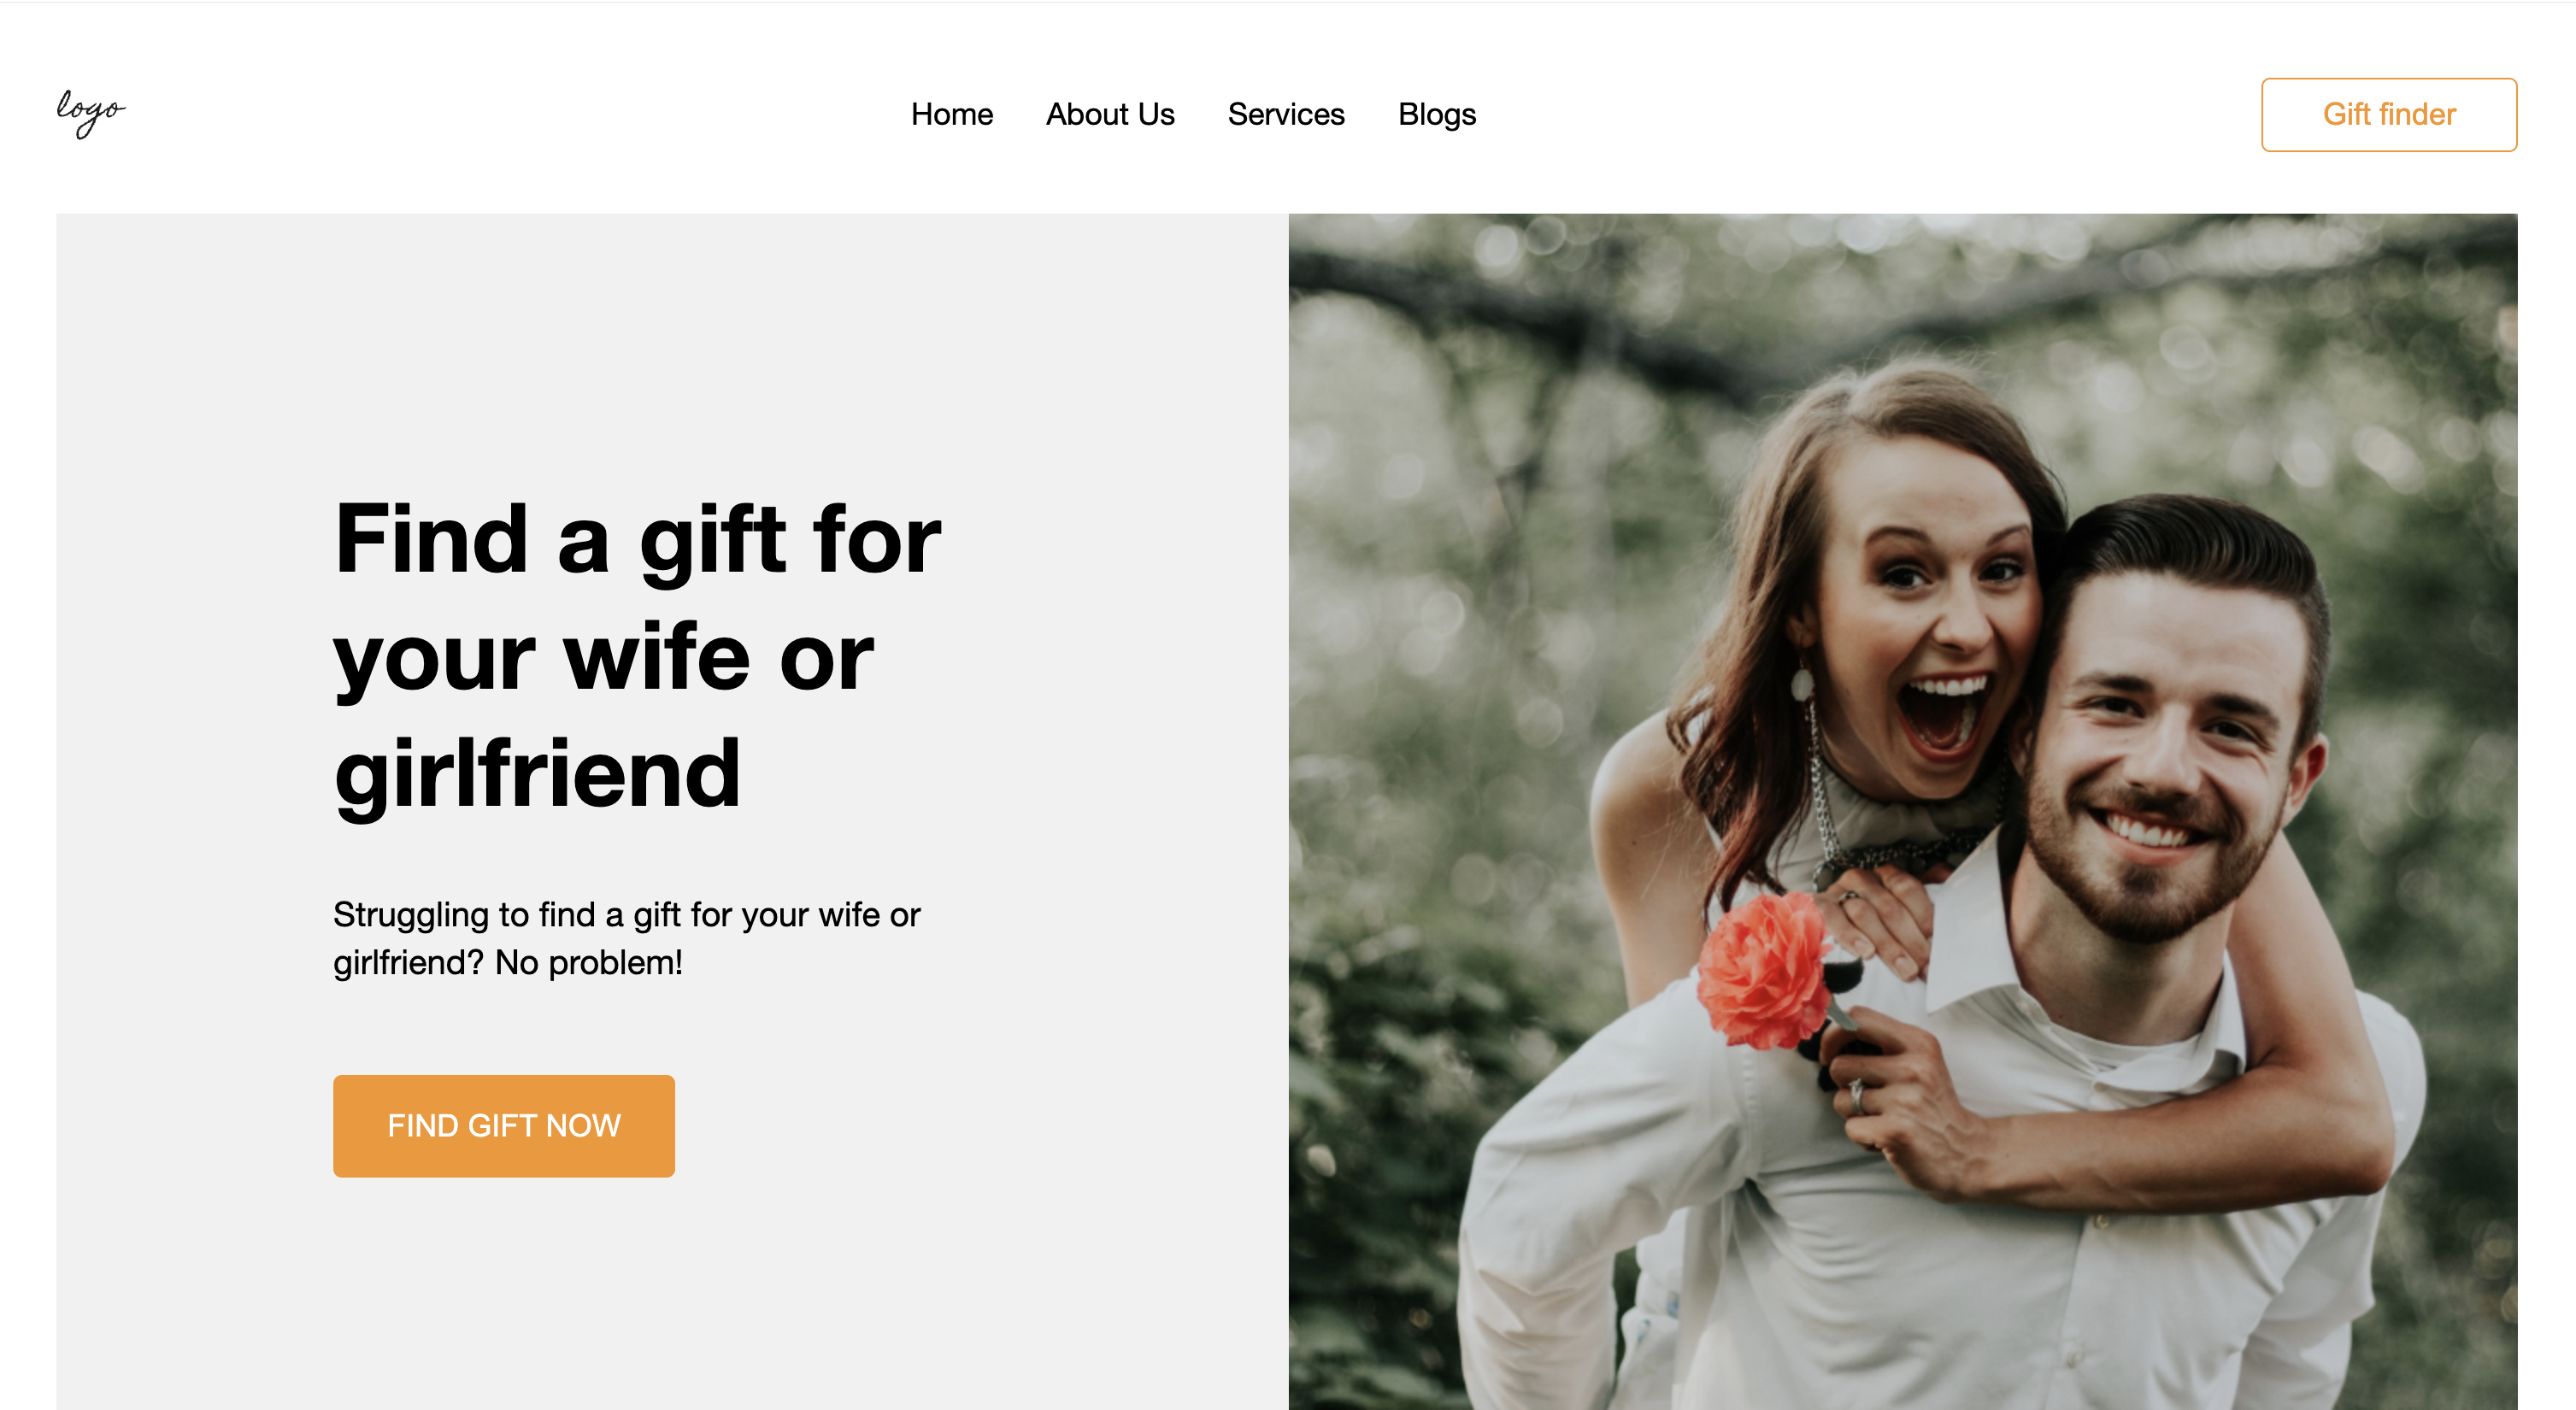 logo
Home About Us Services Blogs
Gift finder
Find a gift for
your wife or
girlfriend
Struggling to find a gift for your wife or
girlfriend? No problem!
FIND GIFT NOW